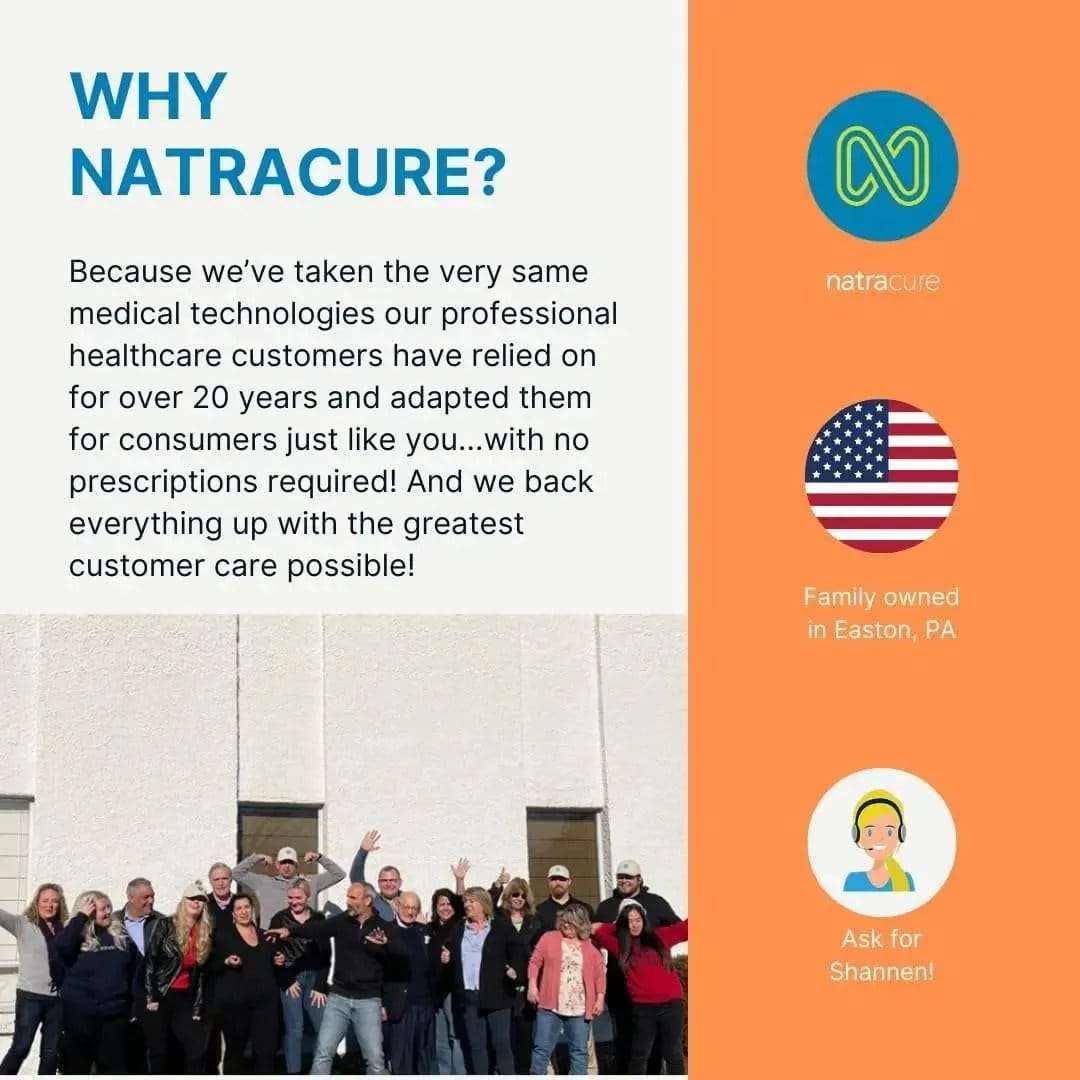 WHY
NATRACURE?
Because we’ve taken the very same
medical technologies our professional
healthcare customers have relied on
for over 20 years and adapted them
for consumers just like you...with no
prescriptions required! And we back
everything up with the greatest
customer care possible!
natracure
Family owned
in Easton, PA
Ask for
Shannen!